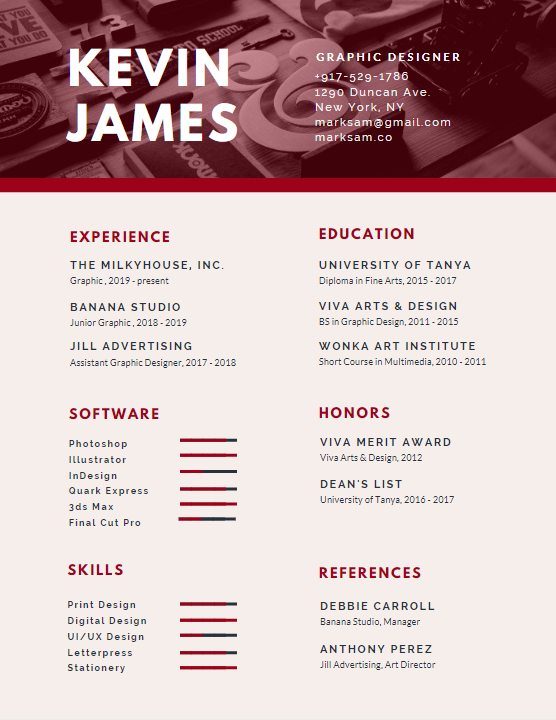 KEVIN
JAMES
GRAPHIC DESIGNER
+917-529-1786
1290 Duncan Ave.
New York, NY
marksam@gmail.com
marksam.co
EXPERIENCE
THE MILKYHOUSE, INC.
Graphic, 2019 - present
BANANA STUDIO
Junior Graphic, 2018 - 2019
JILL ADVERTISING
Assistant Graphic Designer, 2017 - 2018
SOFTWARE
Photoshop
Illustrator
InDesign
Quark Express
3ds Max
Final Cut Pro
SKILLS
Print Design
Digital Design
UI/UX Design
Letterpress
Stationery
EDUCATION
UNIVERSITY OF TANYA
Diploma in Fine Arts, 2015 - 2017
VIVA ARTS & DESIGN
BS in Graphic Design, 2011 - 2015
WONKA ART INSTITUTE
Short Course in Multimedia, 2010 - 2011
HONORS
VIVA MERIT AWARD
Viva Arts & Design, 2012
DEAN'S LIST
University of Tanya, 2016 - 2017
REFERENCES
DEBBIE CARROLL
Banana Studio, Manager
ANTHONY PEREZ
Jill Advertising, Art Director